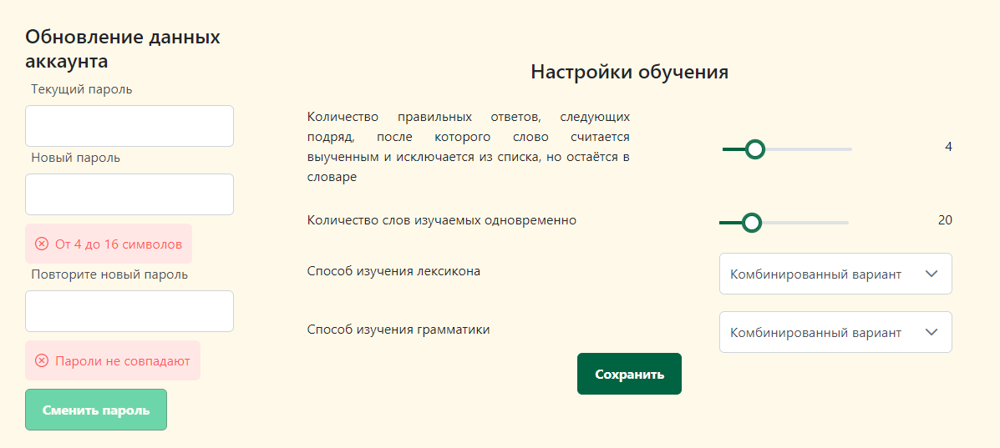 Обновление данных
аккаунта
Текущий пароль
Новый пароль
От 4 до 16 символов
Повторите новый пароль
Пароли не совпадают
Сменить пароль
Настройки обучения
Количество правильных ответов, следующих
подряд, после которого слово считается
выученным и исключается из списка, но остаётся в
словаре
4
Количество слов изучаемых одновременно
20
Способ изучения лексикона
Комбинированный вариант
Способ изучения грамматики
Комбинированный вариант
Сохранить